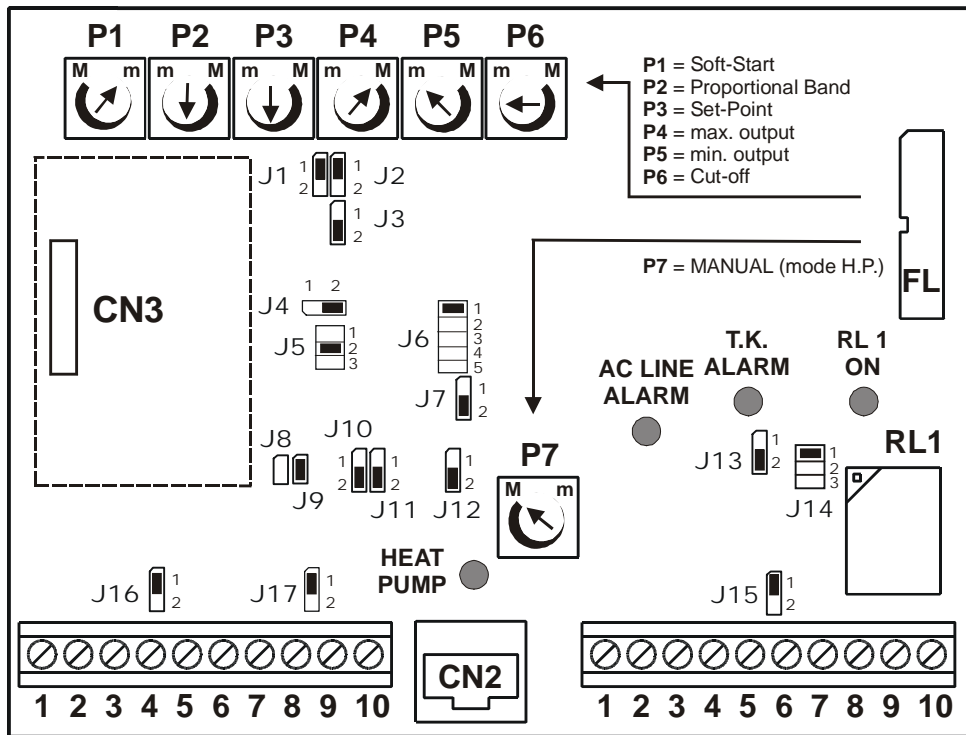 P1 P2 P3 P4 P5 P6
M m m M m M M m m M m M
P1 = Soft-Start
P2 = Proportional Band
P3 = Set-Point
P4 = max. output
P5 = min. output
P6 = Cut-off
P7 = MANUAL (mode H.P.)
FL
CN3
J1 1 2 1 2 J2
1 2 J3
1 2
J4
J5 1 2 3
J6 1 2 3 4 5
J7 1 2
AC LINE ALARM
T.K. ALARM
RL 1 ON
J8
J9
J10 1 2
1 2 J11
1 2 J12
P7
M m
J13 1 2
1 2 3
J14
RL1
HEAT PUMP
J16 1 2
J17 1 2
J15 1 2
1 2 3 4 5 6 7 8 9 10
CN2
1 2 3 4 5 6 7 8 9 10